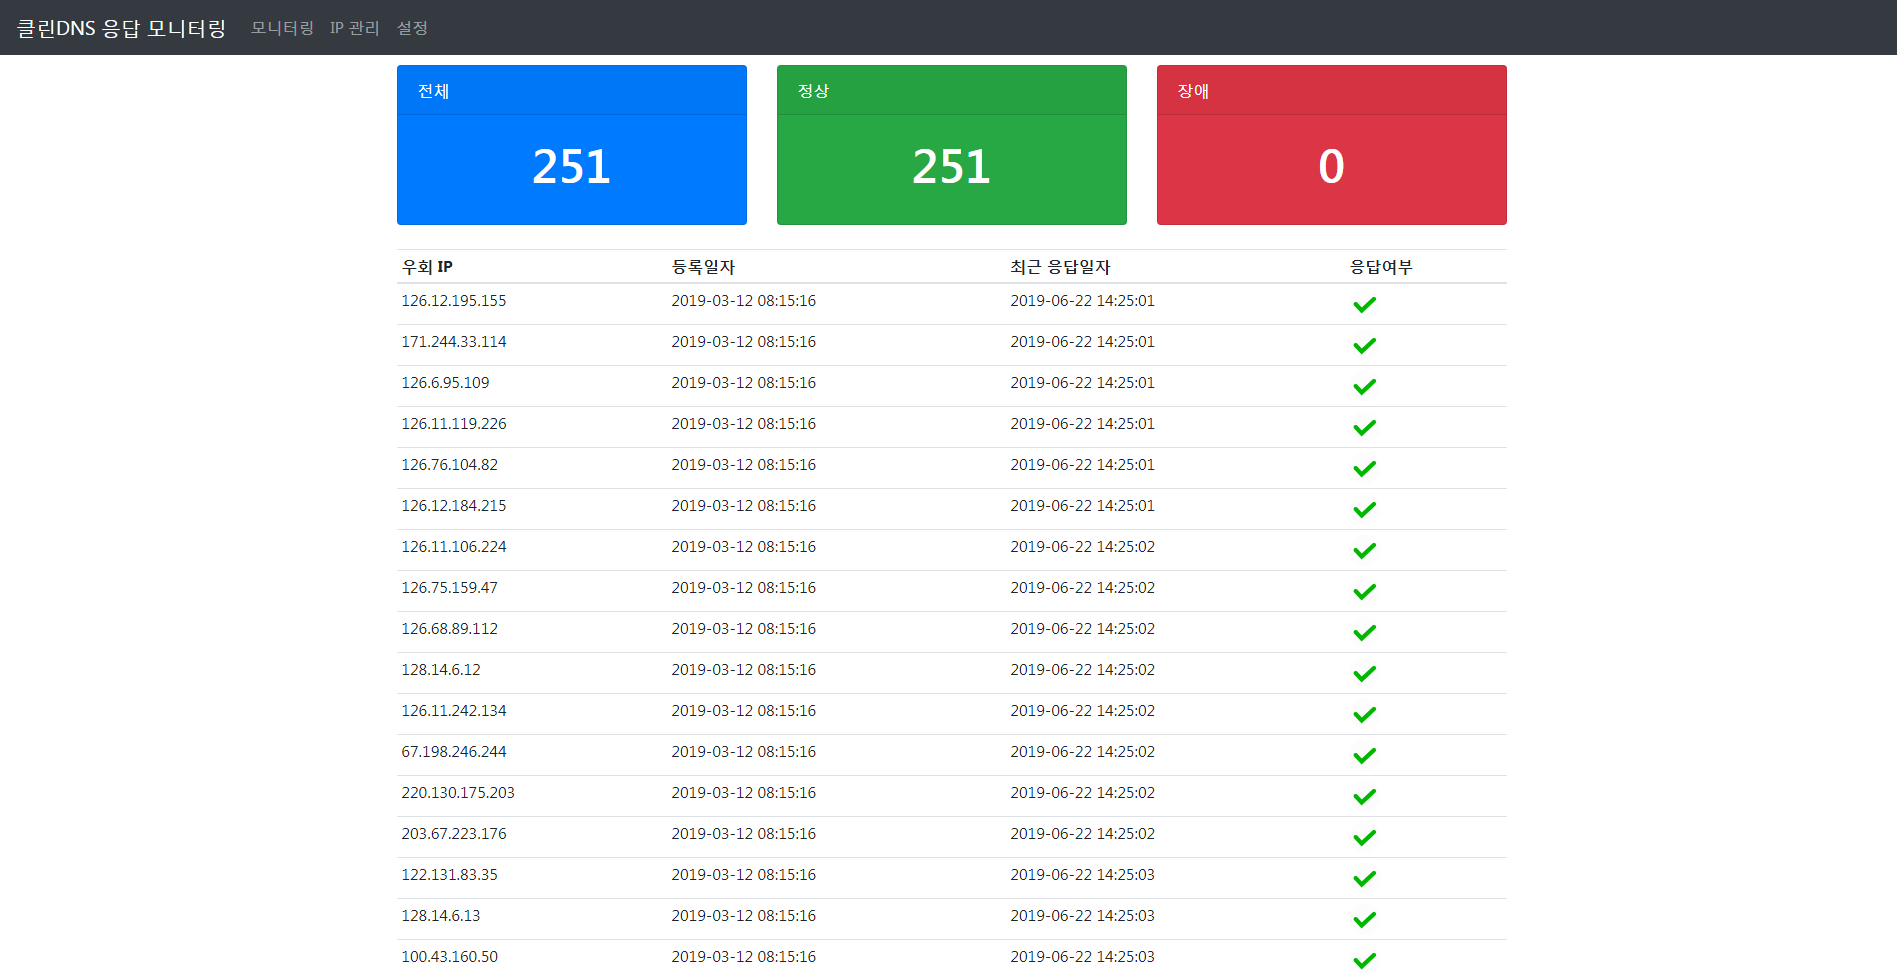 클린DNS 응답 모니터링 모니터링 IP 관리 설정
전체 정상 장애
251 251 0
우회 IP 등록일자 최근 응답일자 응답여부
126.12.195.155 2019-03-12 08:15:16 2019-06-22 14:25:01
171.244.33.114 2019-03-12 08:15:16 2019-06-22 14:25:01
126.6.95.109 2019-03-12 08:15:16 2019-06-22 14:25:01
126.11.119.226 2019-03-12 08:15:16 2019-06-22 14:25:01
126.76.104.82 2019-03-12 08:15:16 2019-06-22 14:25:01
126.12.184.215 2019-03-12 08:15:16 2019-06-22 14:25:01
126.11.106.224 2019-03-12 08:15:16 2019-06-22 14:25:02
126.75.159.47 2019-03-12 08:15:16 2019-06-22 14:25:02
126.68.89.112 2019-03-12 08:15:16 2019-06-22 14:25:02
128.14.6.12 2019-03-12 08:15:16 2019-06-22 14:25:02
126.11.242.134 2019-03-12 08:15:16 2019-06-22 14:25:02
67.198.246.244 2019-03-12 08:15:16 2019-06-22 14:25:02
220.130.175.203 2019-03-12 08:15:16 2019-06-22 14:25:02
203.67.223.176 2019-03-12 08:15:16 2019-06-22 14:25:02
122.131.83.35 2019-03-12 08:15:16 2019-06-22 14:25:03
128.14.6.13 2019-03-12 08:15:16 2019-06-22 14:25:03
100.43.160.50 2019-03-12 08:15:16 2019-06-22 14:25:03